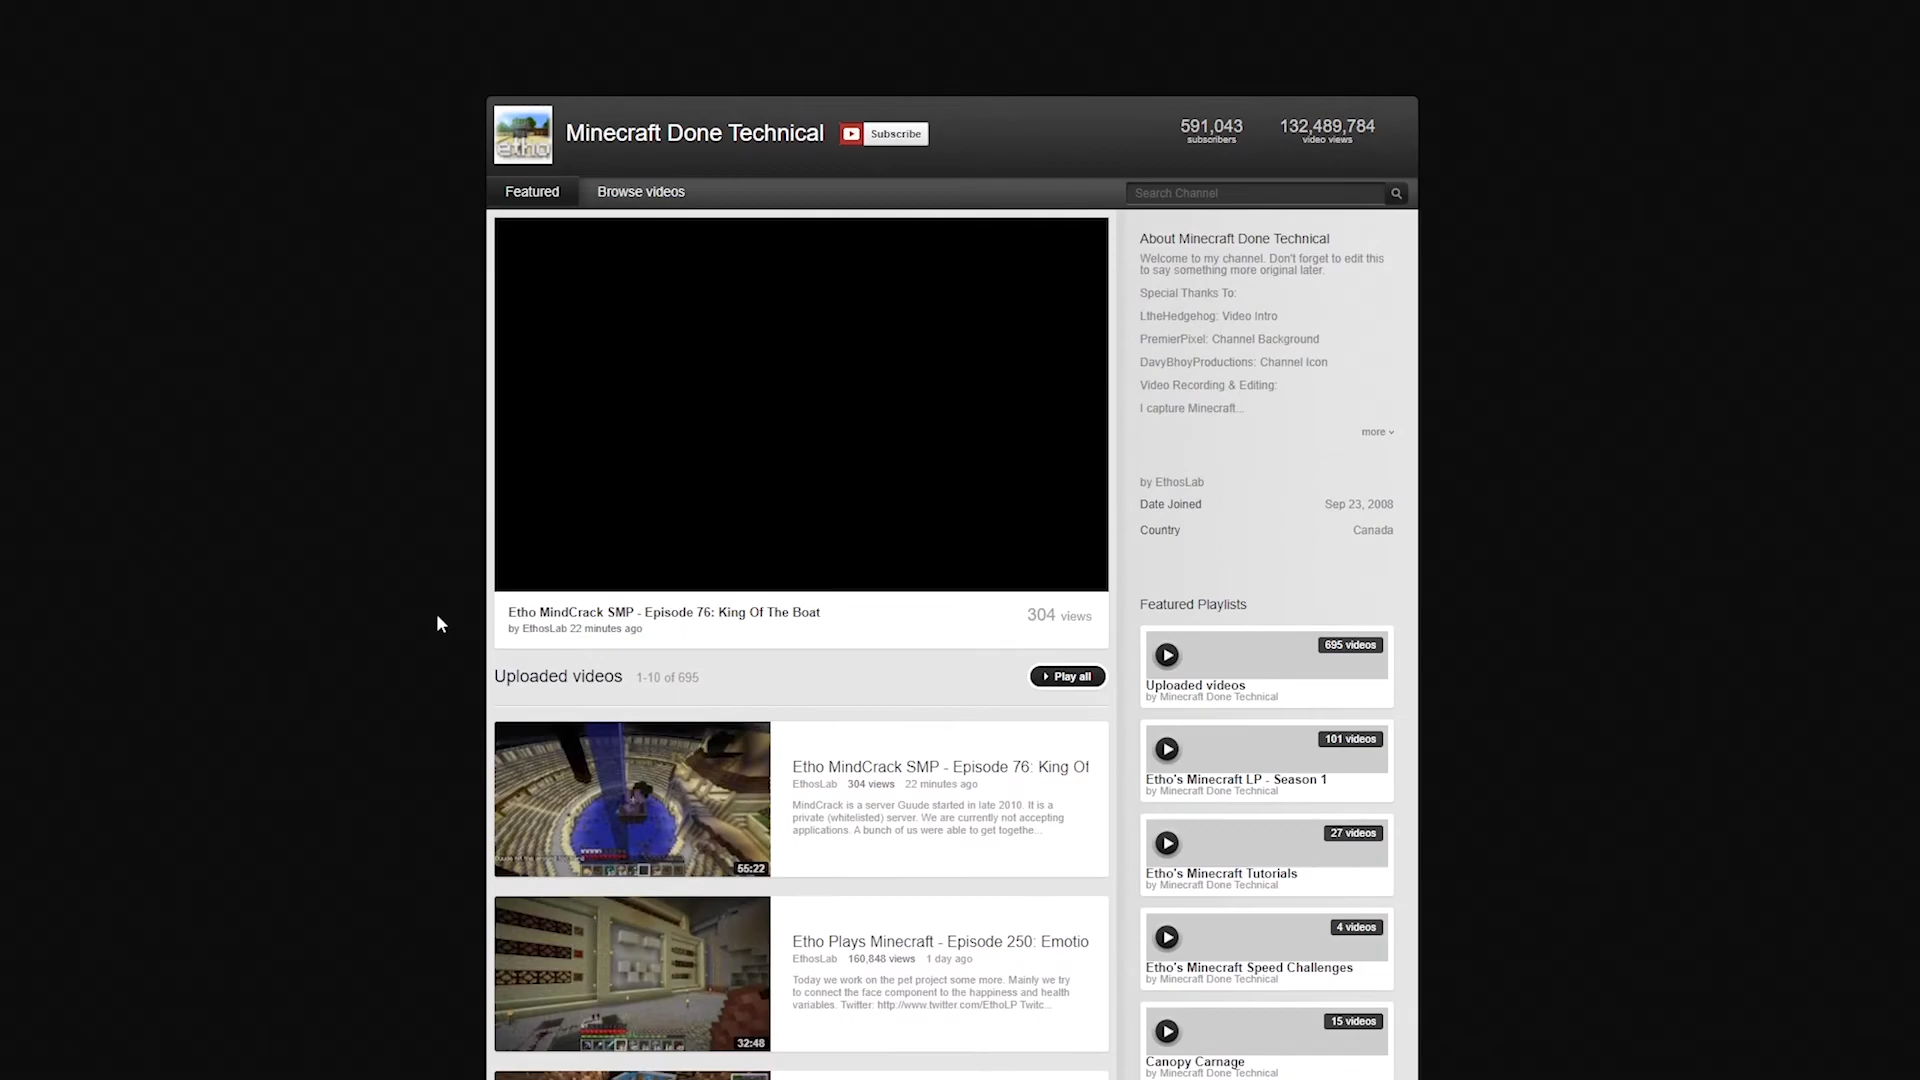 etho
Minecraft Done Technical
Subscribe
591,043
subscribers
132,489,784
video views
Featured
Browse videos
Search Channel
About Minecraft Done Technical
Welcome to my channel. Don't forget to edit this
to say something more original later.
Special Thanks To:
LtheHedgehog: Video Intro
PremierPixel: Channel Background
DavyBhoyProductions: Channel Icon
Video Recording & Editing:
I capture Minecraft...
more
by EthosLab
Date Joined Sep 23, 2008
Country Canada
Etho MindCrack SMP - Episode 76: King Of The Boat
by EthosLab 22 minutes ago
304 views
Uploaded videos 1-10 of 695
Play all
55:22
Etho MindCrack SMP - Episode 76: King Of
EthosLab 304 views 22 minutes ago
MindCrack is a server Guude started in late 2010. It is a
private (whitelisted) server. We are currently not accepting
applications. A bunch of us were able to get togethe...
32:48
Etho Plays Minecraft - Episode 250: Emotio
EthosLab 160,848 views 1 day ago
Today we work on the pet project some more. Mainly we try
to connect the face component to the happiness and health
variables. Twitter: http://www.twitter.com/EthoLP Twitc...
Featured Playlists
695 videos
Uploaded videos
by Minecraft Done Technical
101 videos
Etho's Minecraft LP - Season 1
by Minecraft Done Technical
27 videos
Etho's Minecraft Tutorials
by Minecraft Done Technical
4 videos
Etho's Minecraft Speed Challenges
by Minecraft Done Technical
15 videos
Canopy Carnage
by Minecraft Done Technical